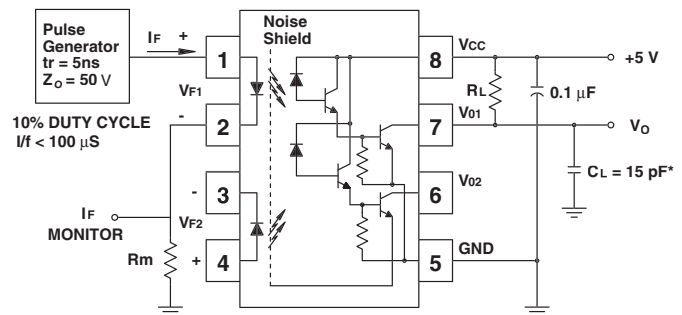 Pulse
Generator
tr = 5ns
ZO = 50 V
IF +
10% DUTY CYCLE
I/f < 100 μS
VF1
-
-
VF2
+
IF
MONITOR
Rm
1
2
3
4
Noise
Shield
8
7
6
5
VCC
V01
V02
GND
RL
0.1 μF
+5 V
VO
CL = 15 pF*